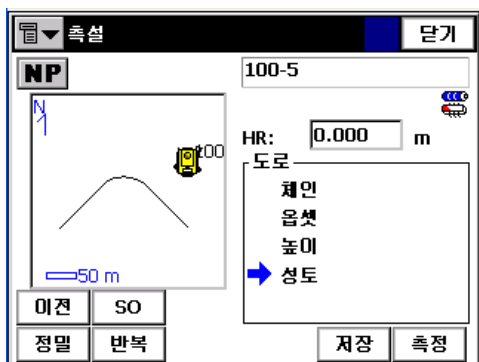 측설
닫기
NP
100-5
N
100
HR: 0.000 m
도로
체인
옵셋
높이
성토
50 m
이전 SO
정밀 반복
저장 측정